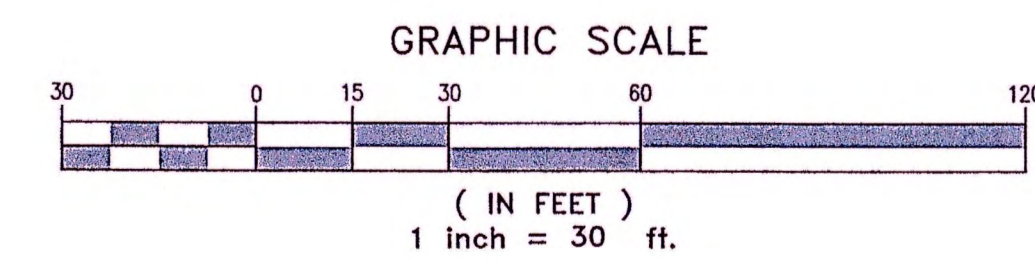 GRAPHIC SCALE
30 0 15 30 60 120
( IN FEET )
1 inch = 30 ft.